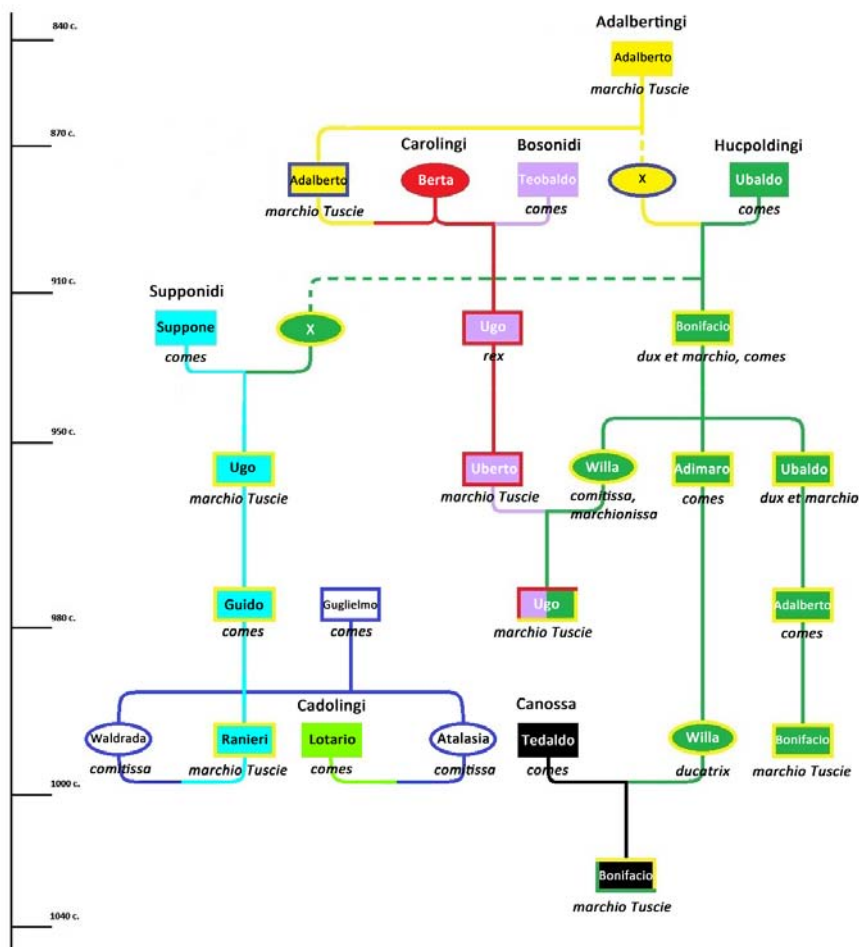 840 c.
Adalbertingi
Adalberto
marchio Tuscie
870 c.
Carolingi
Bosonidi
Hucpoldingi
Adalberto
Berta
Teobaldo
X
Ubaldo
marchio Tuscie
comes
comes
910 c.
Supponidi
Suppone
X
Ugo
Bonifacio
comes
rex
dux et marchio, comes
950 c.
Ugo
Uberto
Willa
Adimaro
Ubaldo
marchio Tuscie
marchio Tuscie
comitissa,
marchionissa
comes
dux et marchio
Guido
Guglielmo
Ugo
Adalberto
comes
comes
marchio Tuscie
comes
980 c.
Cadolingi
Canossa
Waldrada
Ranieri
Lotario
Atalasia
Tedaldo
Willa
Bonifacio
comitissa
marchio Tuscie
comes
comitissa
comes
ducatrix
marchio Tuscie
1000 c.
Bonifacio
marchio Tuscie
1040 c.